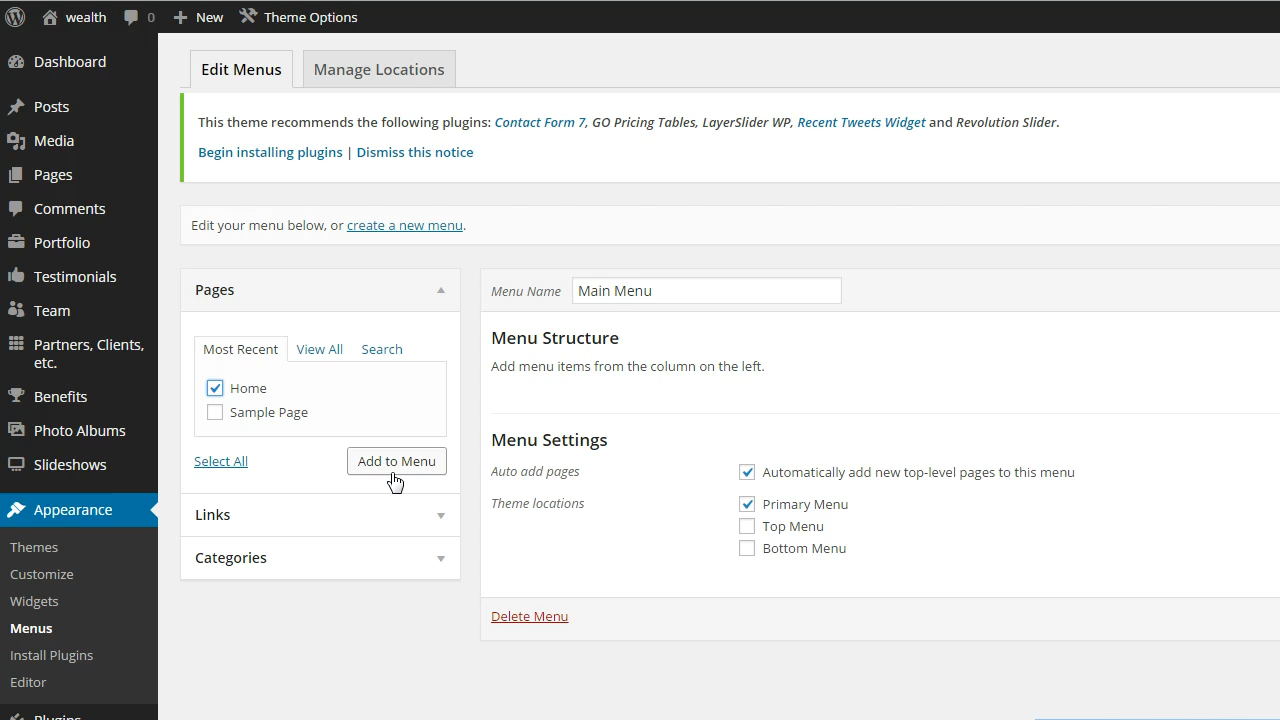 wealth 0 New Theme Options
Dashboard
Posts
Media
Pages
Comments
Portfolio
Testimonials
Team
Partners, Clients,
etc.
Benefits
Photo Albums
Slideshows
Appearance
Themes
Customize
Widgets
Menus
Install Plugins
Editor
Plugins
Edit Menus Manage Locations
This theme recommends the following plugins: Contact Form 7, GO Pricing Tables, LayerSlider WP, Recent Tweets Widget and Revolution Slider.
Begin installing plugins | Dismiss this notice
Edit your menu below, or create a new menu.
Pages
Most Recent View All Search
Home
Sample Page
Select All Add to Menu
Links
Categories
Menu Name Main Menu
Menu Structure
Add menu items from the column on the left.
Menu Settings
Auto add pages Automatically add new top-level pages to this menu
Theme locations Primary Menu
Top Menu
Bottom Menu
Delete Menu